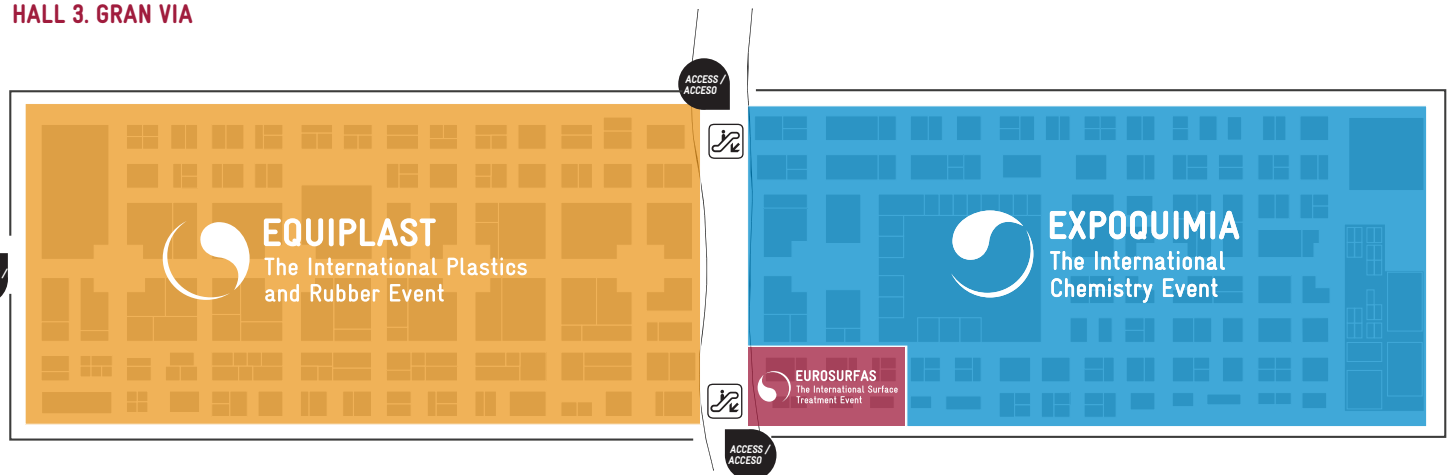 HALL 3. GRAN VIA
ACCESS /
ACCESO
EQUIPLAST
The International Plastics
and Rubber Event
EXPOQUIMIA
The International
Chemistry Event
/
EUROSURFAS
The International Surface
Treatment Event
ACCESS /
ACCESO